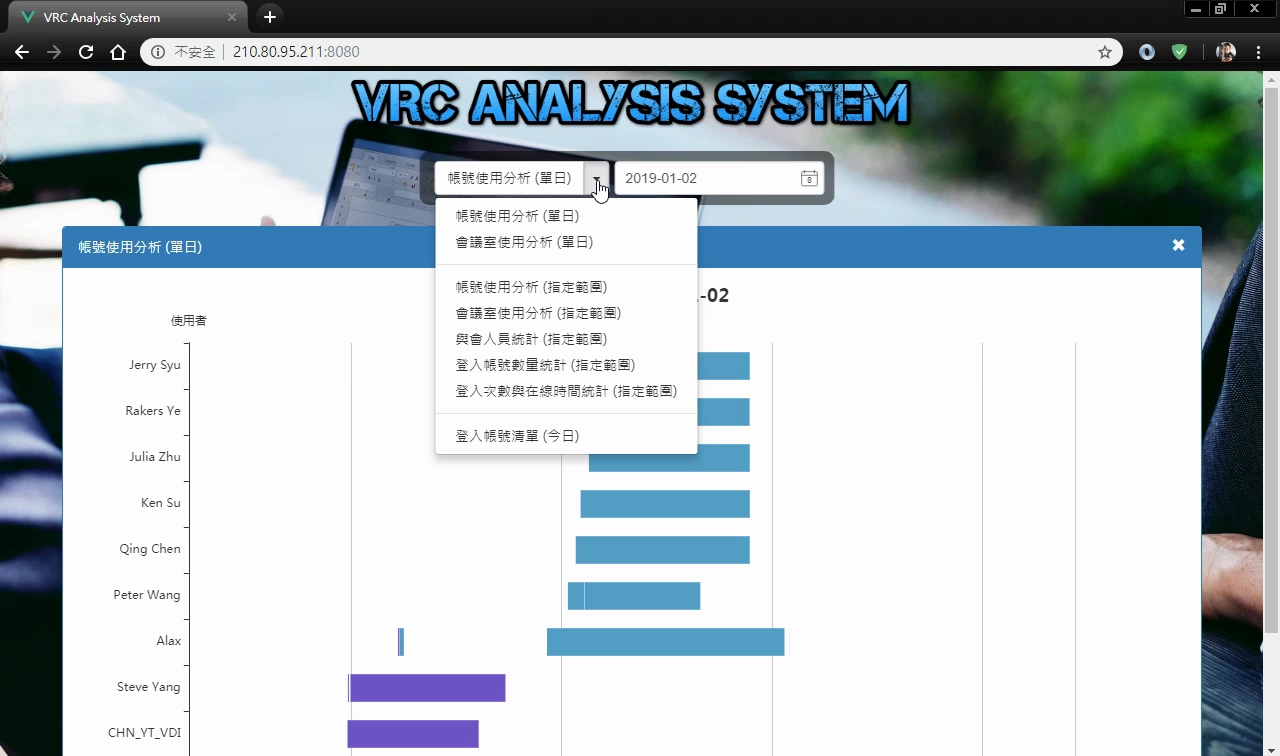 VRC Analysis System
不安全 210.80.95.211:8080
VRC ANALYSIS SYSTEM
帳號使用分析 (單日)
2019-01-02
8
帳號使用分析 (單日)
會議室使用分析 (單日)
帳號使用分析 (指定範圍)
會議室使用分析 (指定範圍)
與會人員統計 (指定範圍)
登入帳號數量統計 (指定範圍)
登入次數與在線時間統計 (指定範圍)
登入帳號清單 (今日)
帳號使用分析 (單日)
-02
使用者
Jerry Syu
Rakers Ye
Julia Zhu
Ken Su
Qing Chen
Peter Wang
Alax
Steve Yang
CHN_YT_VDI